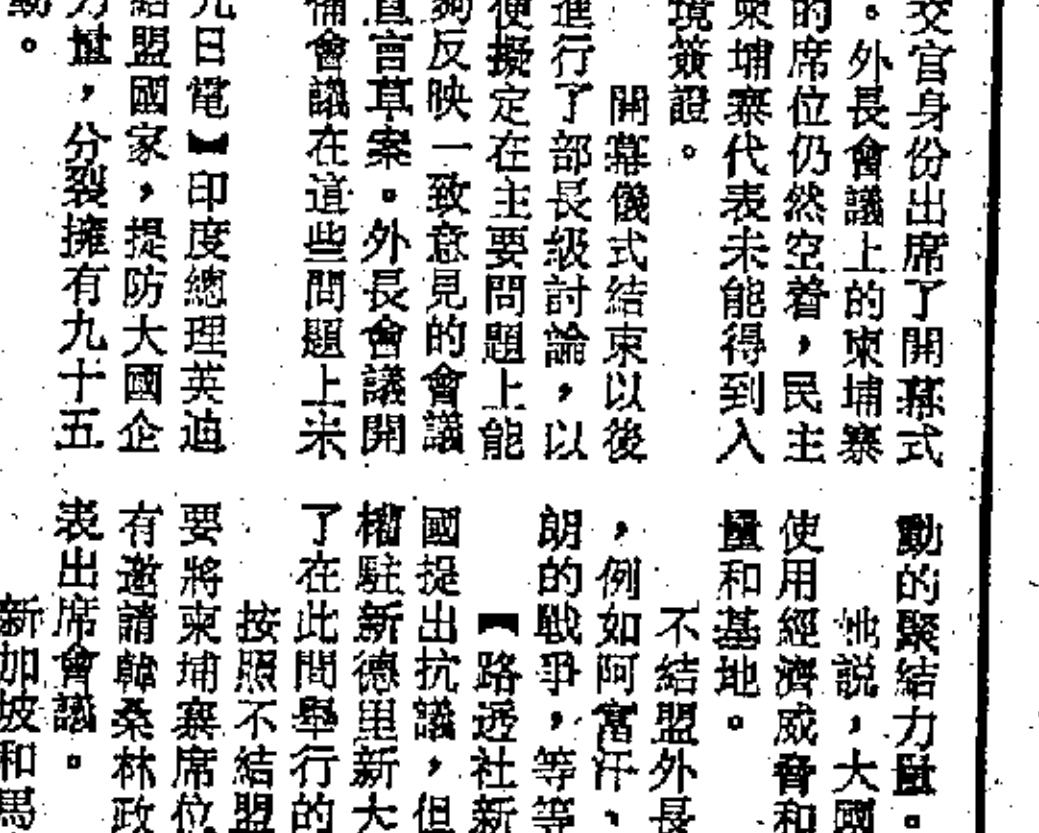 交官身份出席了開幕式
。外長會議上的柬埔寨
的席位仍然空着，民主
柬埔寨代表未能得到入
境簽證。
開幕儀式結束以後
進行了部長級討論，以
便擬定在主要問題上能
夠反映一致意見的會議
宣言草案。外長會議開
備會議在這些問題上未
日電】印度總理英迪
結盟國家，提防大國企
力量，分裂擁有九十五
動。
動的聚結力量。
她説，大國
使用經濟威脅和
量和基地。
不結盟外長
，例如阿富汗、
朗的戰爭，等等
【路透社新
國提出抗議，但
權駐新德里新大
了在此間舉行的
按照不結盟
要將柬埔寨席位
有邀請韓桑林政
表出席會議。
新加坡和馬